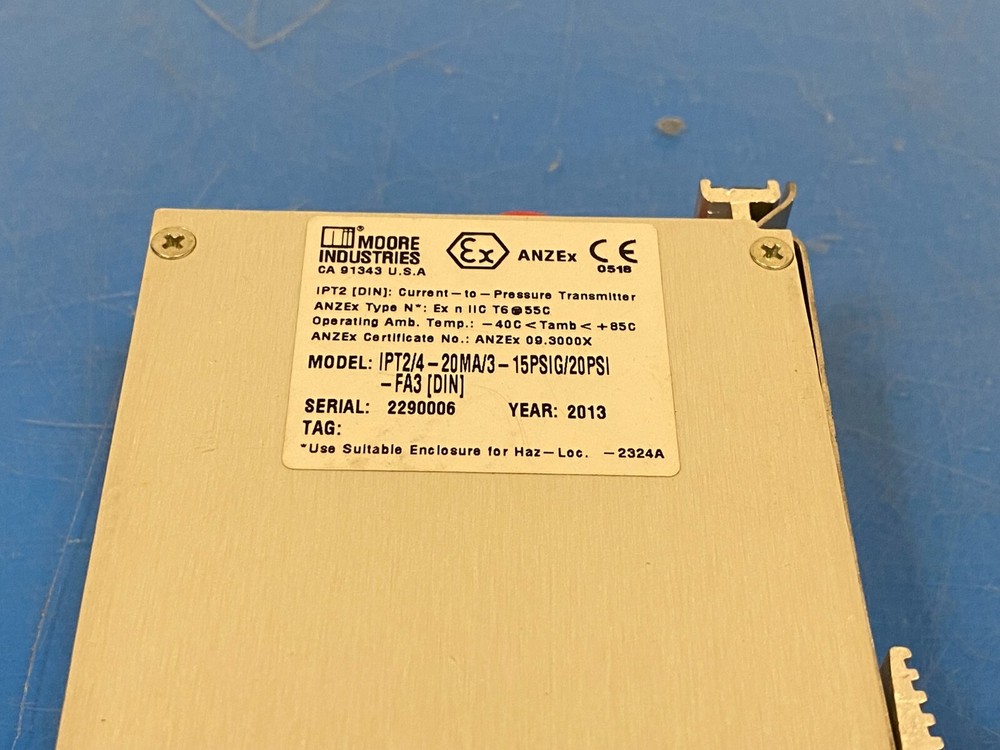 MOORE
INDUSTRIES
CA 91343 U.S.A
Ex ANZEx CE
0518
IPT2 [DIN]: Current-to-Pressure Transmitter
ANZEx Type N*: Ex n IIC T6@55C
Operating Amb. Temp.: -40C<Tamb<+85C
ANZEx Certificate No.: ANZEx 09.3000X
MODEL: IPT2/4-20MA/3-15PSIG/20PSI
-FA3 [DIN]
SERIAL: 2290006 YEAR: 2013
TAG:
*Use Suitable Enclosure for Haz-Loc. -2324A